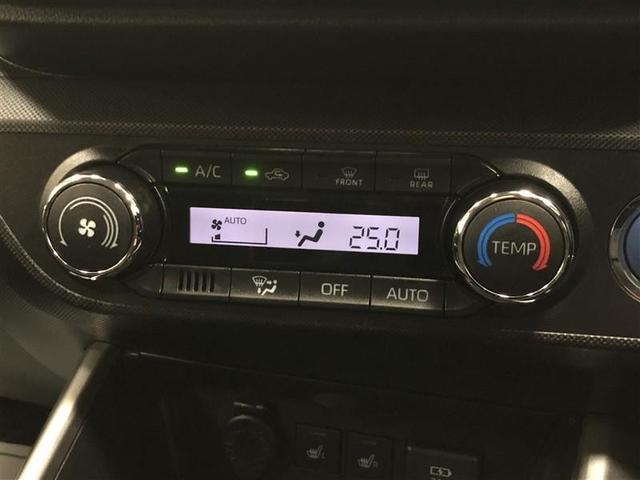 A/C
FRONT
REAR
AUTO
25.0
TEMP
OFF
AUTO
L
R